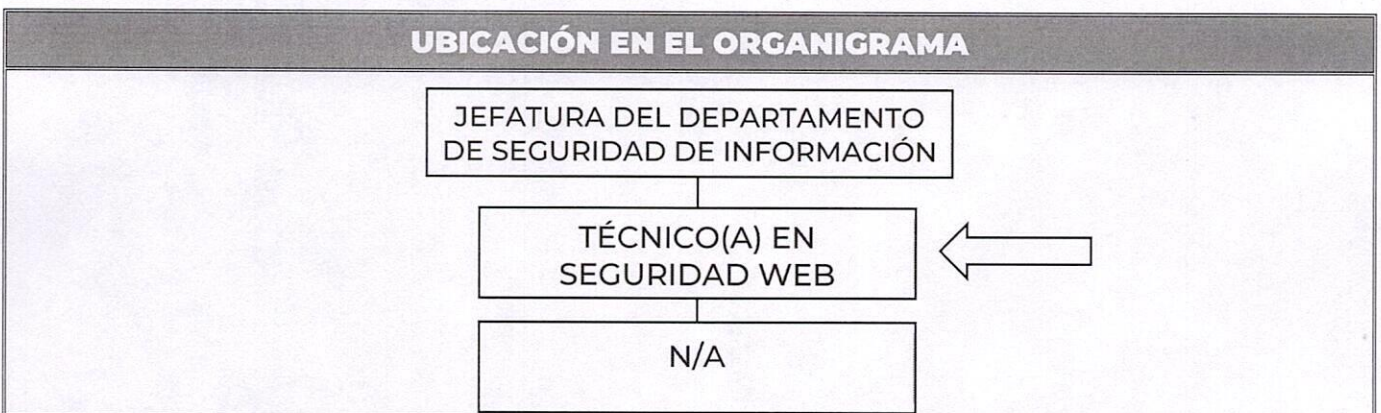 UBICACIÓN EN EL ORGANIGRAMA
JEFATURA DEL DEPARTAMENTO
DE SEGURIDAD DE INFORMACIÓN
TÉCNICO(A) EN
SEGURIDAD WEB
N/A